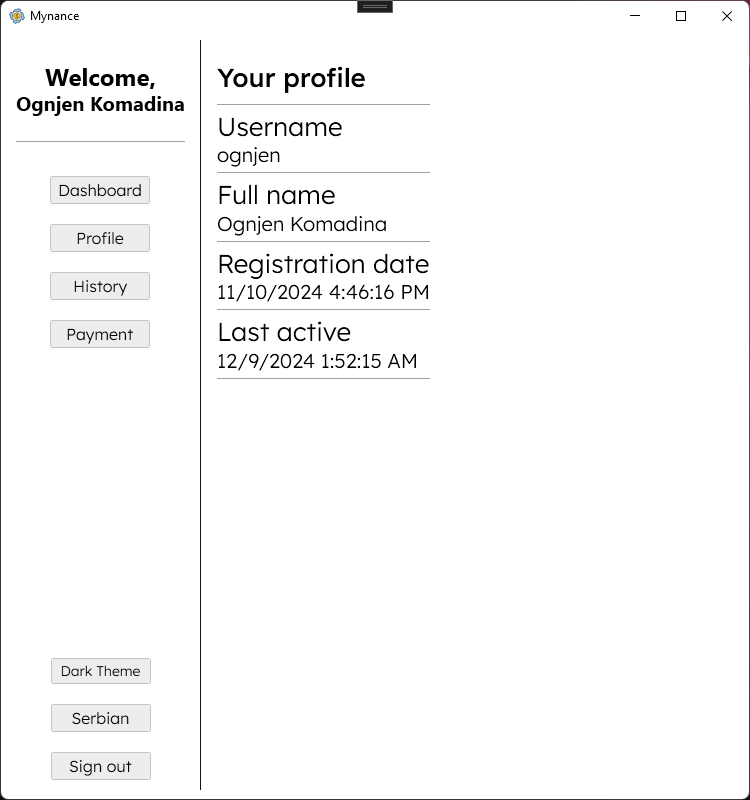 Mynance
Welcome,
Ognjen Komadina
Dashboard
Profile
History
Payment
Dark Theme
Serbian
Sign out
Your profile
Username
ognjen
Full name
Ognjen Komadina
Registration date
11/10/2024 4:46:16 PM
Last active
12/9/2024 1:52:15 AM